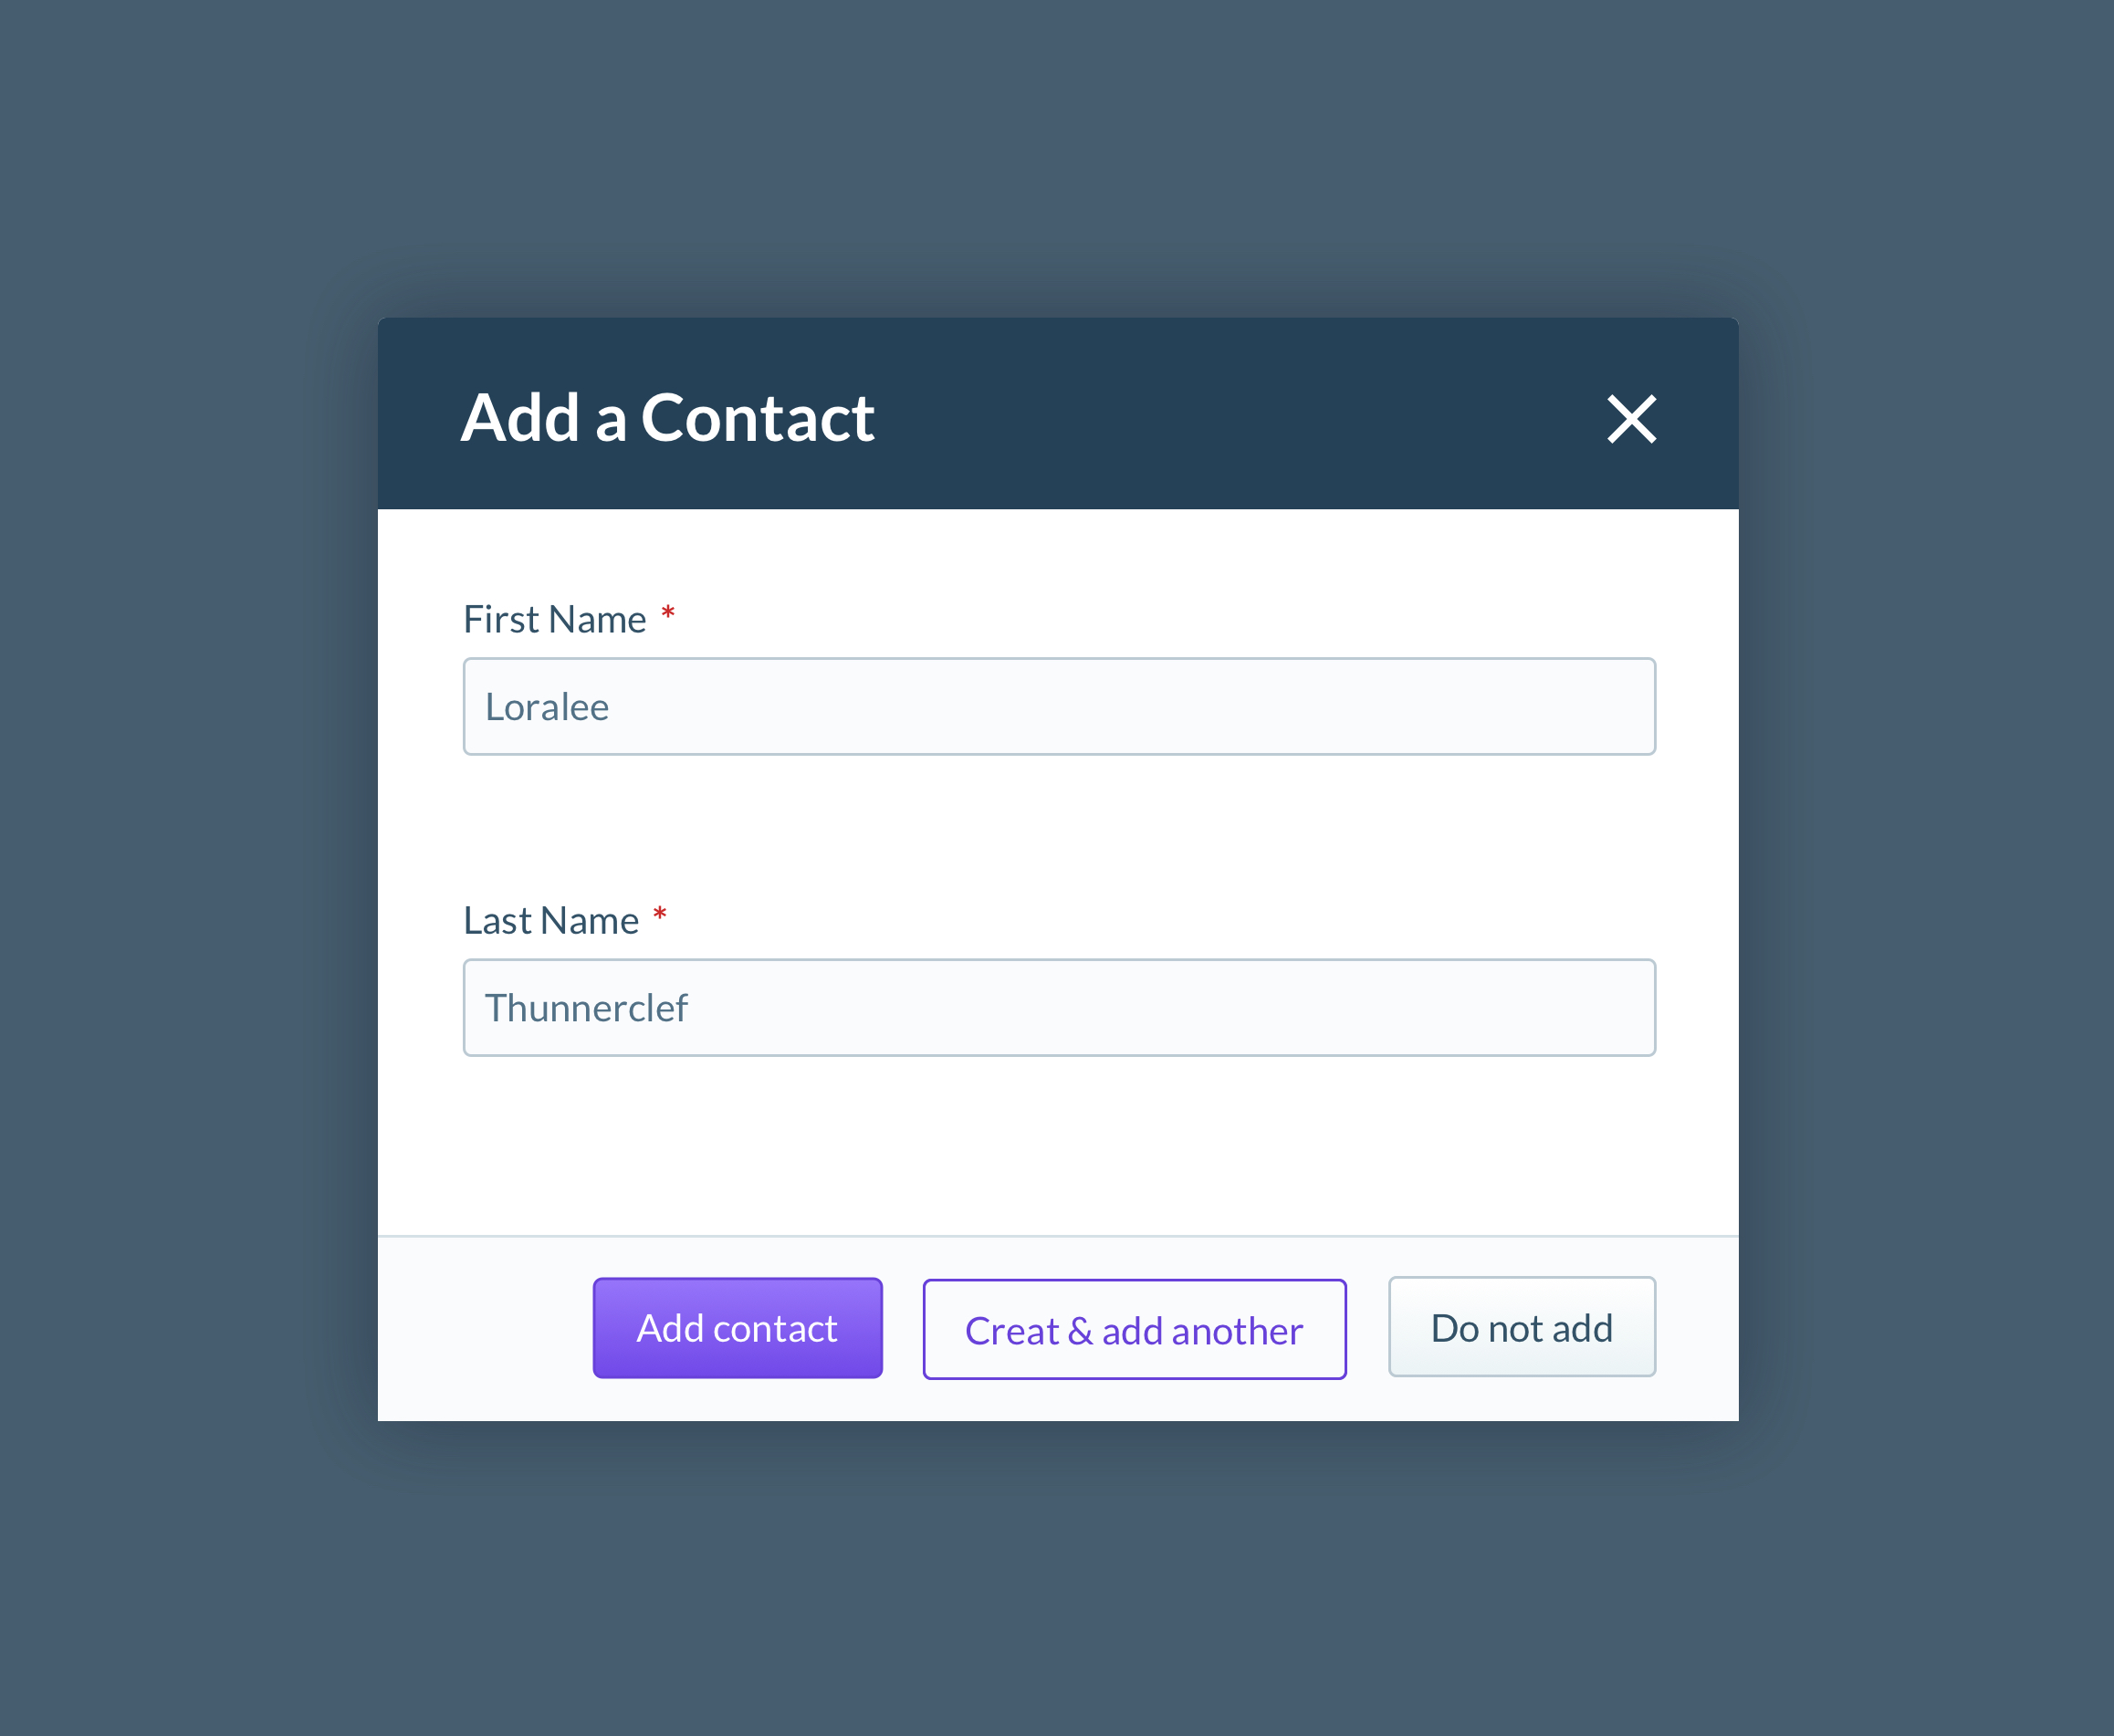 Add a Contact
First Name *
Loralee
Last Name *
Thunnerclef
Add contact
Creat & add another
Do not add